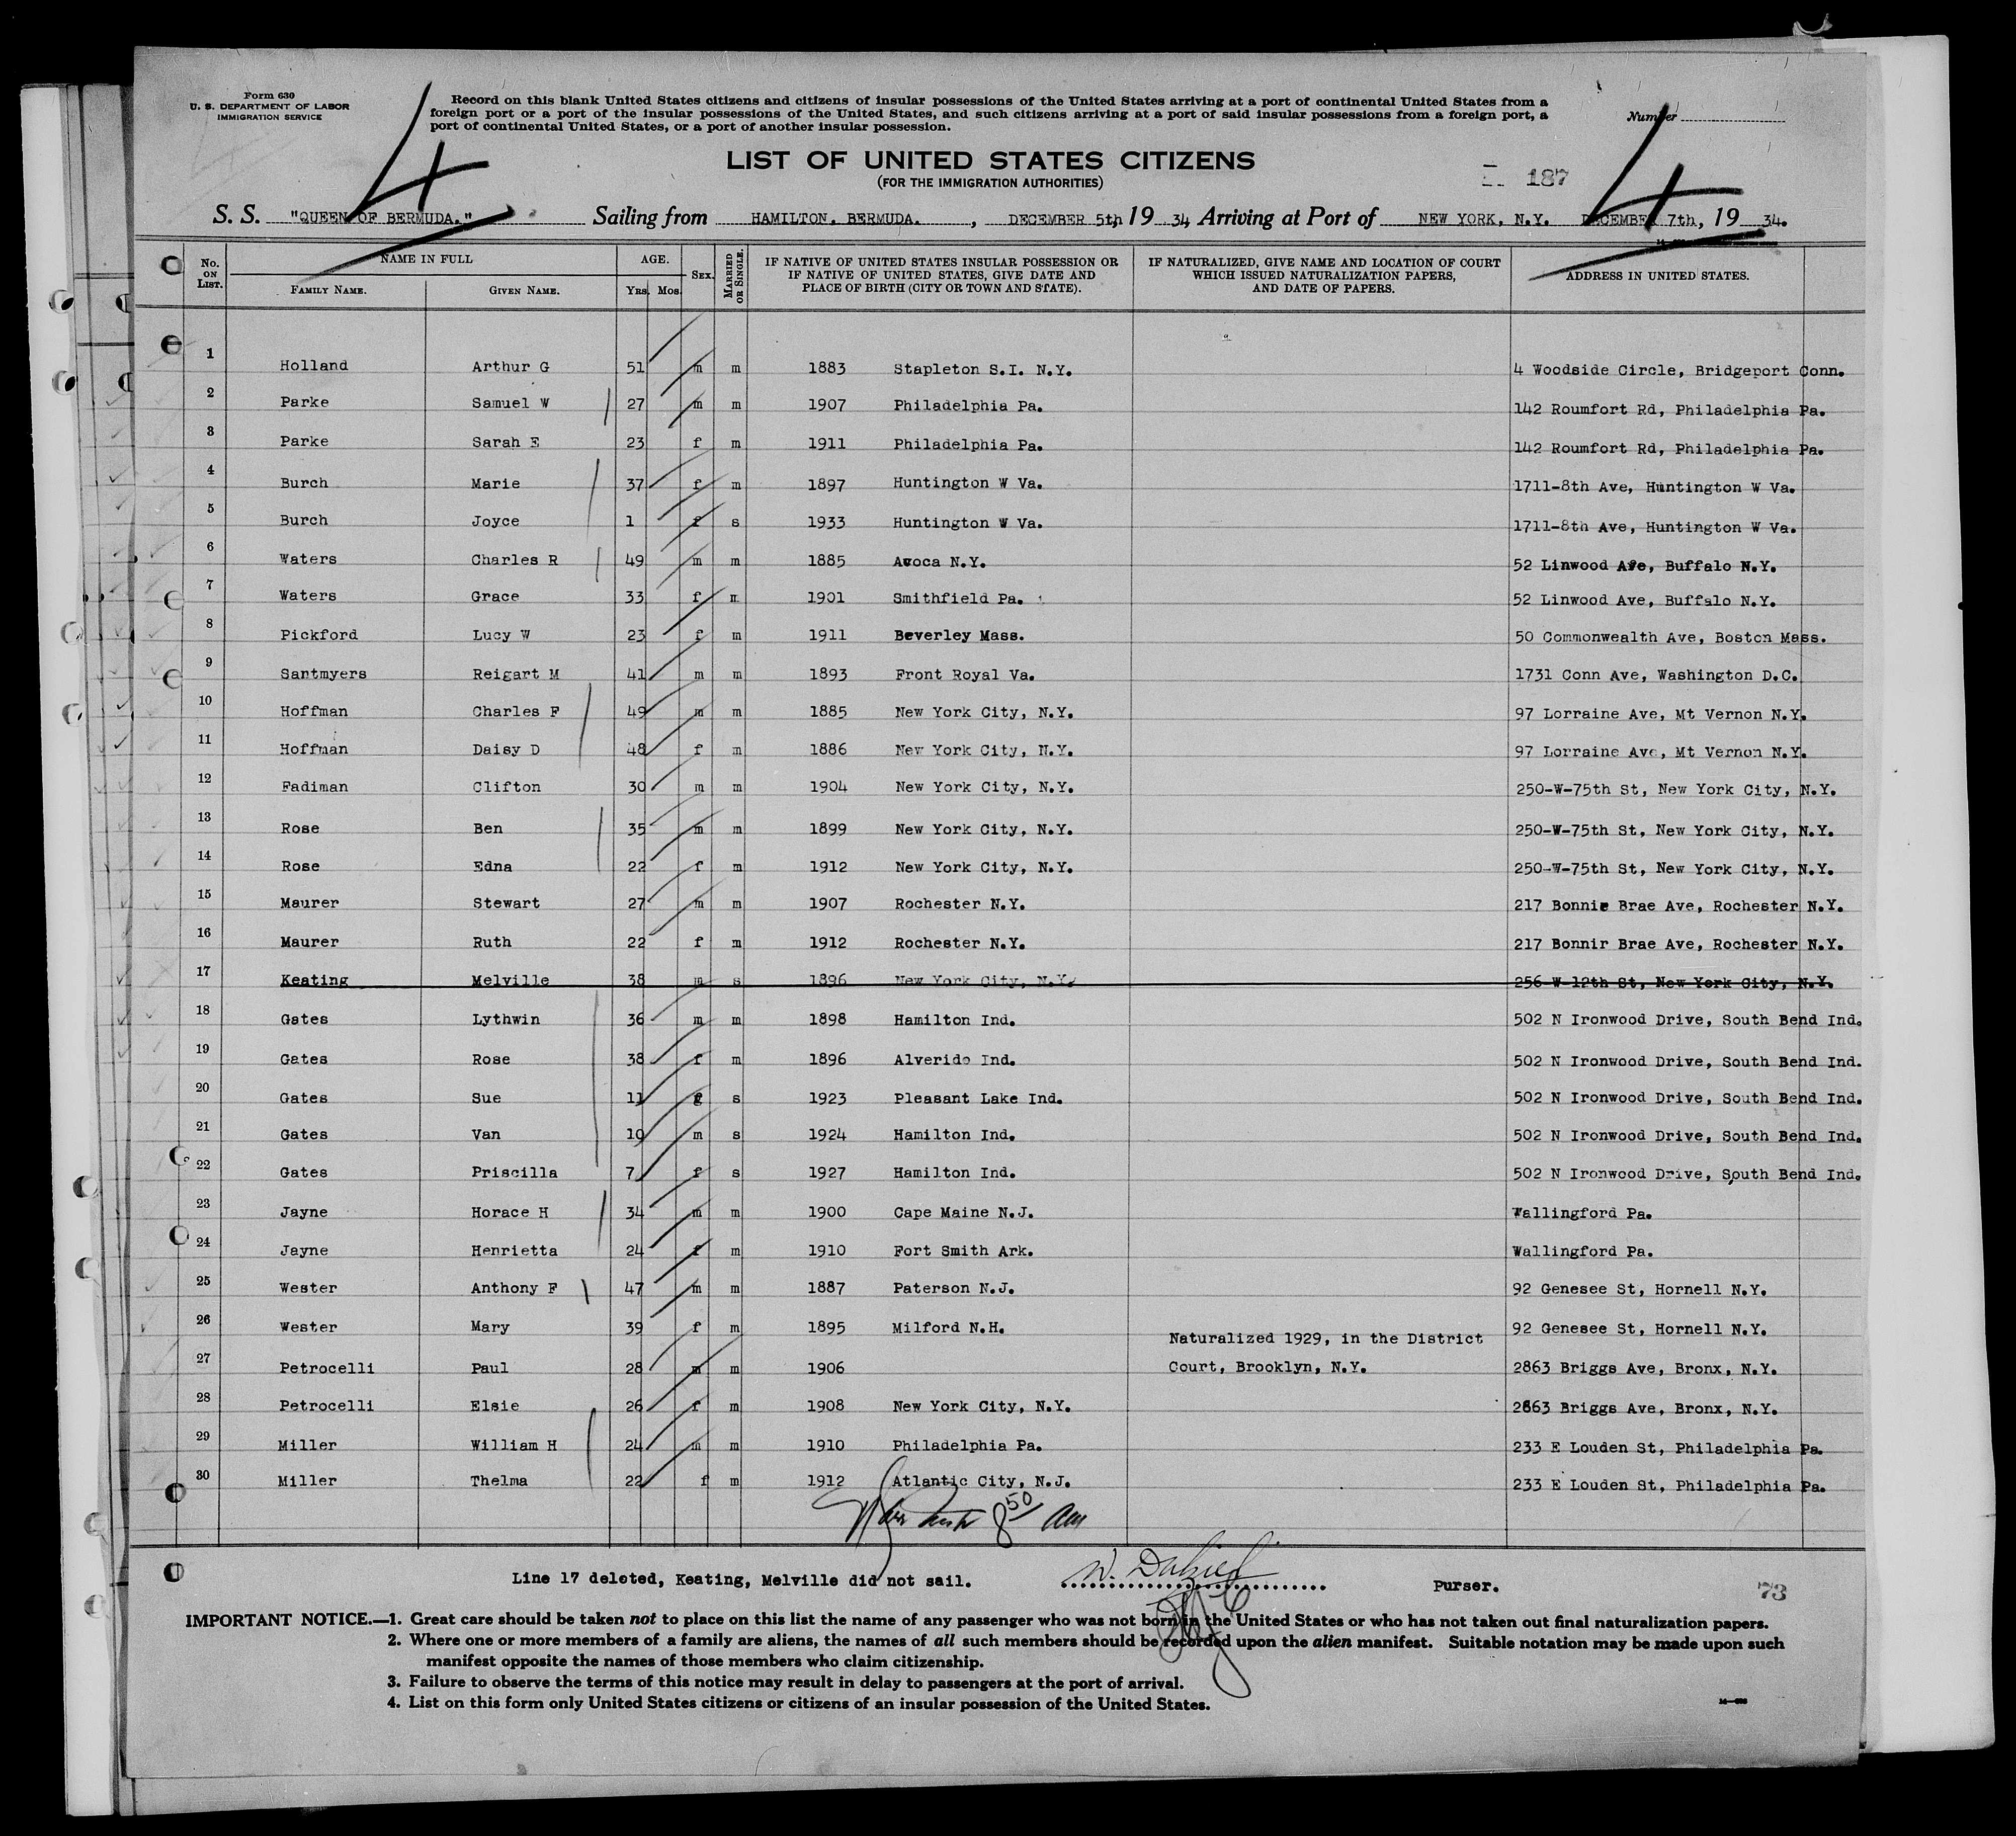 Form 630
U. S. DEPARTMENT OF LABOR
IMMIGRATION SERVICE
Record on this blank United States citizens and citizens of insular possessions of the United States arriving at a port of continental United States from a
foreign port or a port of the insular possessions of the United States, and such citizens arriving at a port of said insular possessions from a foreign port, a
port of continental United States, or a port of another insular possession.
Number
4
4
LIST OF UNITED STATES CITIZENS
(FOR THE IMMIGRATION AUTHORITIES)
187
S. S. "QUEEN OF BERMUDA." Sailing from HAMILTON. BERMUDA. , DECEMBER 5th, 19 34, Arriving at Port of NEW YORK, N.Y. DECEMBER 7th, 19 34.
No. ON LIST. NAME IN FULL FAMILY NAME. GIVEN NAME. AGE. Yrs. Mos. SEX. MARRIED OR SINGLE. IF NATIVE OF UNITED STATES INSULAR POSSESSION OR IF NATIVE OF UNITED STATES, GIVE DATE AND PLACE OF BIRTH (CITY OR TOWN AND STATE). IF NATURALIZED, GIVE NAME AND LOCATION OF COURT WHICH ISSUED NATURALIZATION PAPERS, AND DATE OF PAPERS. ADDRESS IN UNITED STATES.
1 Holland Arthur G 51 m m 1883 Stapleton S.I. N.Y. 4 Woodside Circle, Bridgeport Conn.
2 Parke Samuel W 27 m m 1907 Philadelphia Pa. 142 Roumfort Rd, Philadelphia Pa.
3 Parke Sarah E 23 f m 1911 Philadelphia Pa. 142 Roumfort Rd, Philadelphia Pa.
4 Burch Marie 37 f m 1897 Huntington W Va. 1711-8th Ave, Huntington W Va.
5 Burch Joyce 1 f s 1933 Huntington W Va. 1711-8th Ave, Huntington W Va.
6 Waters Charles R 49 m m 1885 Avoca N.Y. 52 Linwood Ave, Buffalo N.Y.
7 Waters Grace 33 f m 1901 Smithfield Pa. 52 Linwood Ave, Buffalo N.Y.
8 Pickford Lucy W 23 f m 1911 Beverley Mass. 50 Commonwealth Ave, Boston Mass.
9 Santmyers Reigart M 41 m m 1893 Front Royal Va. 1731 Conn Ave, Washington D.C.
10 Hoffman Charles F 49 m m 1885 New York City, N.Y. 97 Lorraine Ave, Mt Vernon N.Y.
11 Hoffman Daisy D 48 f m 1886 New York City, N.Y. 97 Lorraine Ave, Mt Vernon N.Y.
12 Fadiman Clifton 30 m m 1904 New York City, N.Y. 250-W-75th St, New York City, N.Y.
13 Rose Ben 35 m m 1899 New York City, N.Y. 250-W-75th St, New York City, N.Y.
14 Rose Edna 22 f m 1912 New York City, N.Y. 250-W-75th St, New York City, N.Y.
15 Maurer Stewart 27 m m 1907 Rochester N.Y. 217 Bonnie Brae Ave, Rochester N.Y.
16 Maurer Ruth 22 f m 1912 Rochester N.Y. 217 Bonnir Brae Ave, Rochester N.Y.
17 Keating Melville 38 m s 1896 New York City, N.Y. 256-W-12th St, New York City, N.Y.
18 Gates Lythwin 36 m m 1898 Hamilton Ind. 502 N Ironwood Drive, South Bend Ind.
19 Gates Rose 38 f m 1896 Alverido Ind. 502 N Ironwood Drive, South Bend Ind.
20 Gates Sue 11 f s 1923 Pleasant Lake Ind. 502 N Ironwood Drive, South Bend Ind.
21 Gates Van 10 m s 1924 Hamilton Ind. 502 N Ironwood Drive, South Bend Ind.
22 Gates Priscilla 7 f s 1927 Hamilton Ind. 502 N Ironwood Drive, South Bend Ind.
23 Jayne Horace H 34 m m 1900 Cape Maine N.J. Wallingford Pa.
24 Jayne Henrietta 24 f m 1910 Fort Smith Ark. Wallingford Pa.
25 Wester Anthony F 47 m m 1887 Paterson N.J. 92 Genesee St, Hornell N.Y.
26 Wester Mary 39 f m 1895 Milford N.H. 92 Genesee St, Hornell N.Y.
Naturalized 1929, in the District
27 Petrocelli Paul 28 m m 1906 Court, Brooklyn, N.Y. 2863 Briggs Ave, Bronx, N.Y.
28 Petrocelli Elsie 26 f m 1908 New York City, N.Y. 2863 Briggs Ave, Bronx, N.Y.
29 Miller William H 24 m m 1910 Philadelphia Pa. 233 E Louden St, Philadelphia Pa.
30 Miller Thelma 22 f m 1912 Atlantic City, N.J. 233 E Louden St, Philadelphia Pa.
8 50 am
Line 17 deleted, Keating, Melville did not sail. W. Purser. 73
IMPORTANT NOTICE.—1. Great care should be taken not to place on this list the name of any passenger who was not born in the United States or who has not taken out final naturalization papers.
2. Where one or more members of a family are aliens, the names of all such members should be recorded upon the alien manifest. Suitable notation may be made upon such
manifest opposite the names of those members who claim citizenship.
3. Failure to observe the terms of this notice may result in delay to passengers at the port of arrival.
4. List on this form only United States citizens or citizens of an insular possession of the United States.